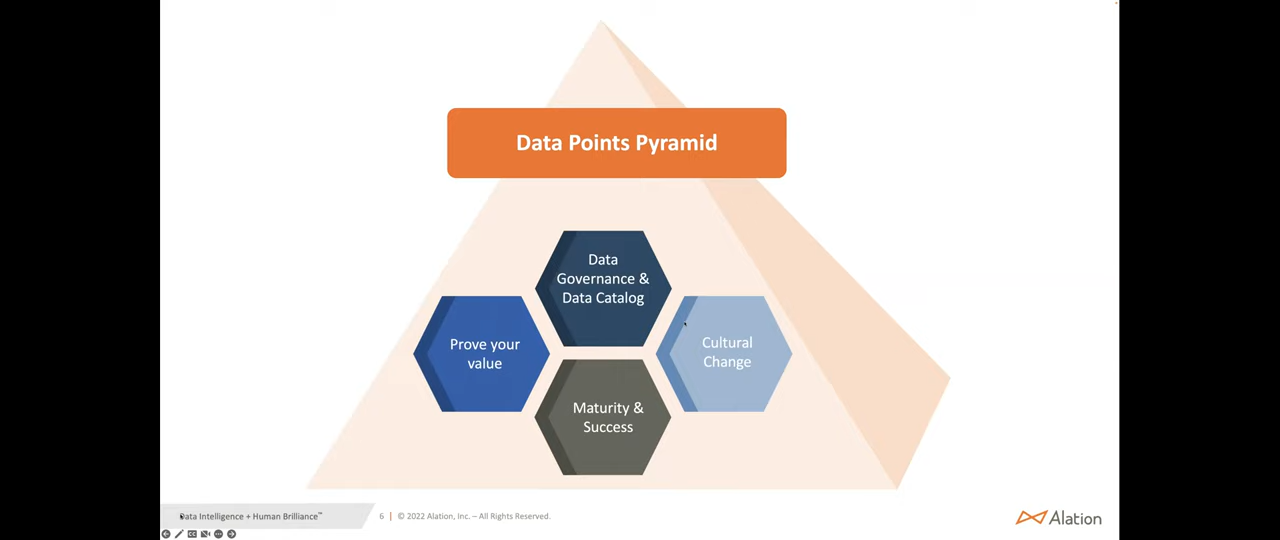 Data Points Pyramid
Data
Governance &
Data Catalog
Prove your
value
Cultural
Change
Maturity &
Success
Data Intelligence + Human Brilliance™
6 | © 2022 Alation, Inc. – All Rights Reserved.
Alation